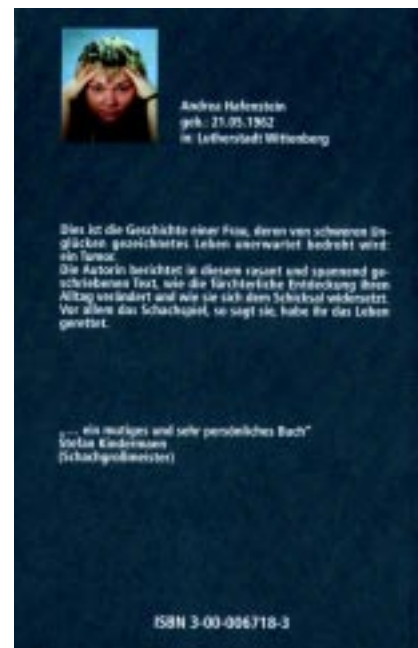 Andrea Hafenstein
geb.: 21.05.1962
in: Lutherstadt Wittenberg
Dies ist die Geschichte einer Frau, deren von schweren Un-
glücken gezeichnetes Leben unerwartet bedroht wird:
ein Tumor.
Die Autorin berichtet in diesem rasant und spannend ge-
schriebenen Text, wie die fürchterliche Entdeckung ihren
Alltag verändert und wie sie sich dem Schicksal widersetzt.
Vor allem das Schachspiel, so sagt sie, habe ihr das Leben
gerettet.
„... ein mutiges und sehr persönliches Buch“
Stefan Kindermann
(Schachgroßmeister)
ISBN 3-00-006718-3